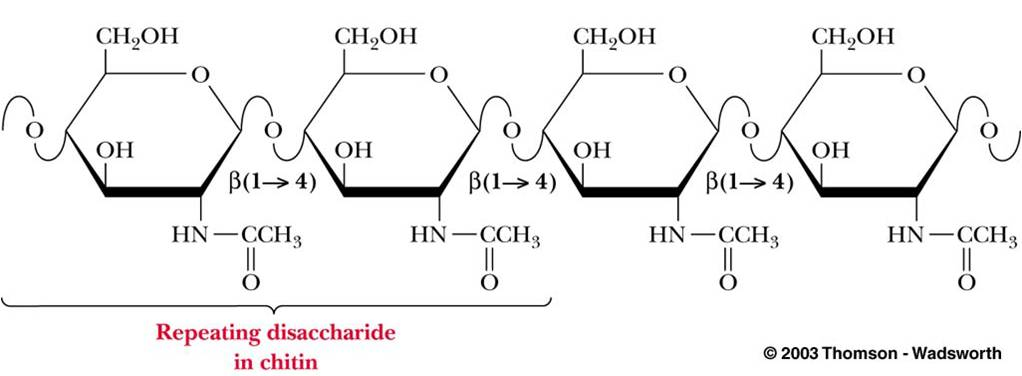 CH₂OH CH₂OH CH₂OH CH₂OH
O O O O
O O O O O
OH OH OH OH
β(1→ 4) β(1→ 4) β(1→ 4)
HN—CCH₃ HN—CCH₃ HN—CCH₃ HN—CCH₃
O O O O
Repeating disaccharide
in chitin
© 2003 Thomson - Wadsworth